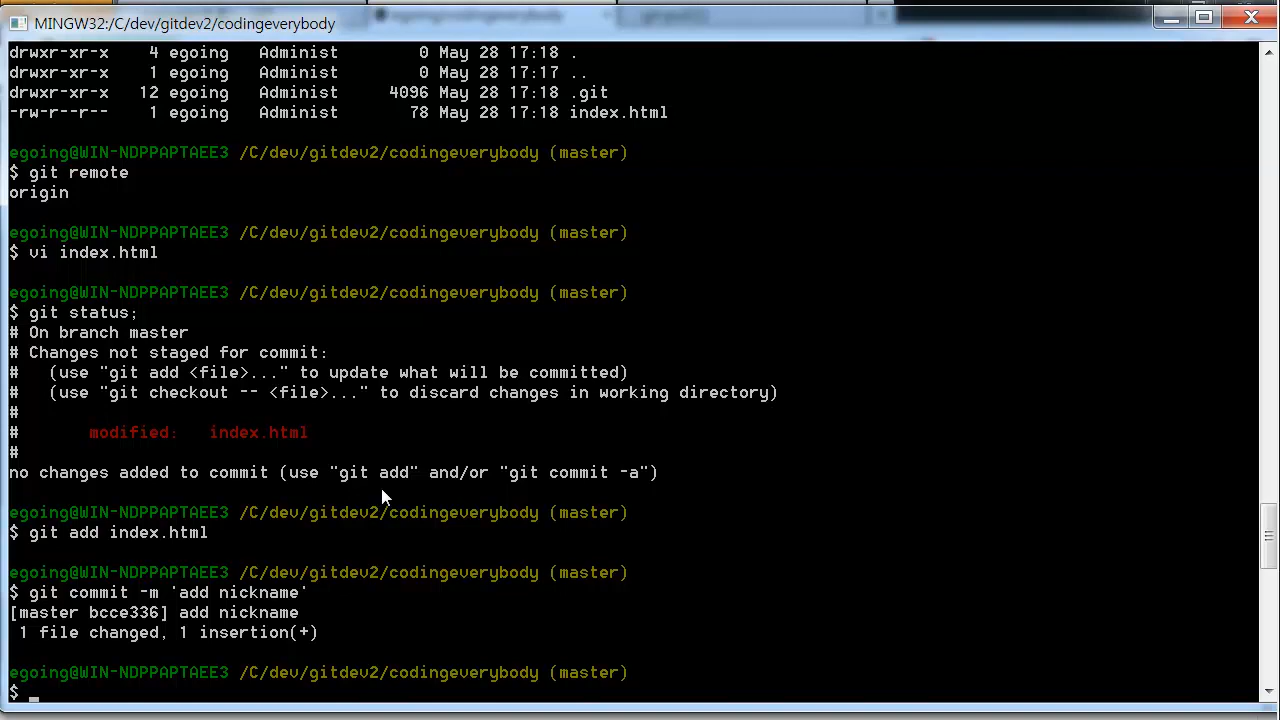 MINGW32:/C/dev/gitdev2/codingeverybody
drwxr-xr-x    4 egoing   Administ        0 May 28 17:18 .
drwxr-xr-x    1 egoing   Administ        0 May 28 17:17 ..
drwxr-xr-x   12 egoing   Administ     4096 May 28 17:18 .git
-rw-r--r--    1 egoing   Administ       78 May 28 17:18 index.html
egoing@WIN-NDPPAPTAEE3 /C/dev/gitdev2/codingeverybody (master)
$ git remote
origin
egoing@WIN-NDPPAPTAEE3 /C/dev/gitdev2/codingeverybody (master)
$ vi index.html
egoing@WIN-NDPPAPTAEE3 /C/dev/gitdev2/codingeverybody (master)
$ git status;
# On branch master
# Changes not staged for commit:
#   (use "git add <file>..." to update what will be committed)
#   (use "git checkout -- <file>..." to discard changes in working directory)
#
#       modified:   index.html
#
no changes added to commit (use "git add" and/or "git commit -a")
egoing@WIN-NDPPAPTAEE3 /C/dev/gitdev2/codingeverybody (master)
$ git add index.html
egoing@WIN-NDPPAPTAEE3 /C/dev/gitdev2/codingeverybody (master)
$ git commit -m 'add nickname'
[master bcce336] add nickname
 1 file changed, 1 insertion(+)
egoing@WIN-NDPPAPTAEE3 /C/dev/gitdev2/codingeverybody (master)
$